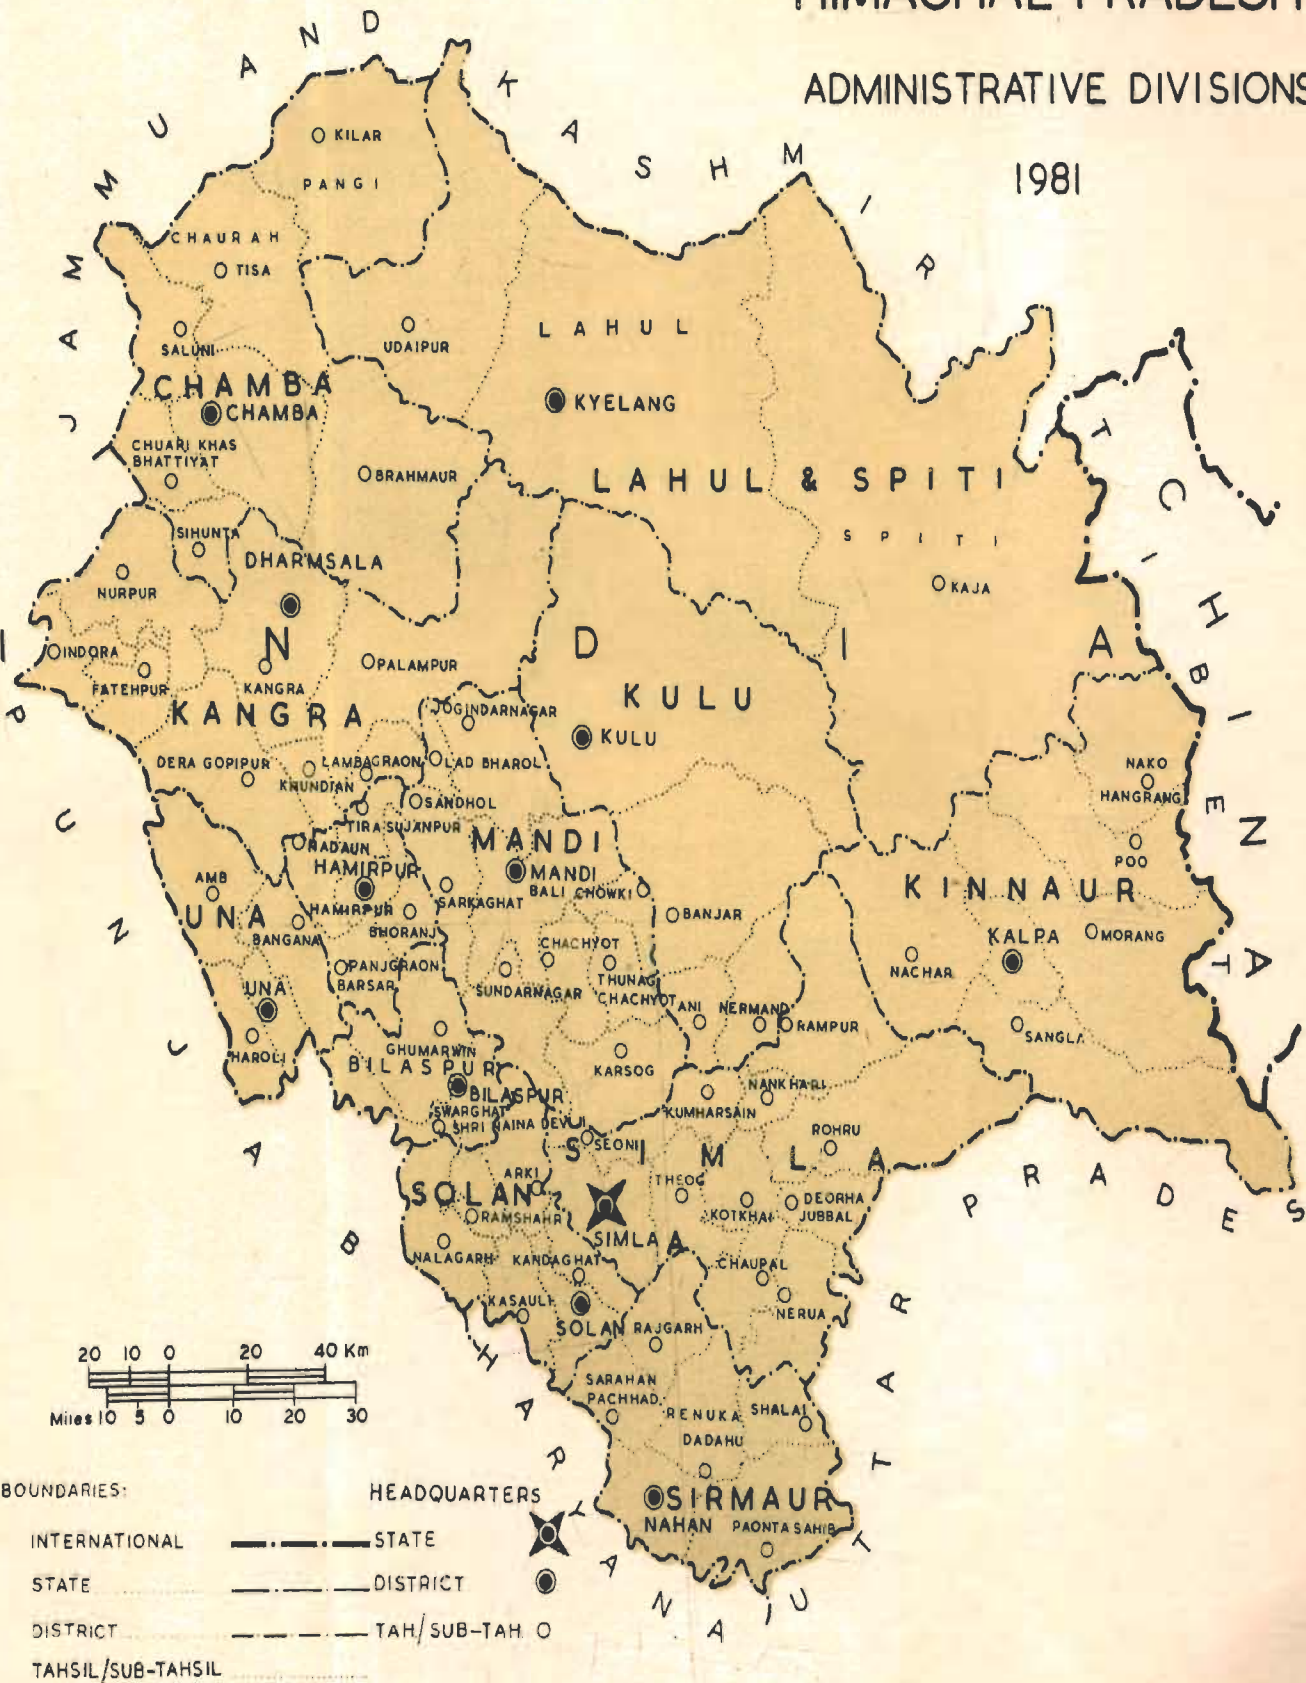 HIMACHAL PRADESH
ADMINISTRATIVE DIVISIONS
1981
JAMMU AND KASHMIR
KILAR
PANGI
CHAURAH
TISA
SALUNI
UDAIPUR
LAHUL
CHAMBA
CHAMBA
KYELANG
CHUARI KHAS
BHATTIYAT
BRAHMAUR
LAHUL & SPITI
SPITI
KAJA
SIHUNTA
DHARMSALA
NURPUR
INDIA
TIBET
CHINA
INDORA
FATEHPUR
KANGRA
PALAMPUR
KANGRA
KULU
KULU
JOGINDARNAGAR
DERA GOPIPUR
KHUNDIAN
LAMBAGRAON
LAD BHAROL
SANDHOL
TIRA SUJANPUR
NADAUN
MANDI
MANDI
BALI CHOWKI
NAKO
HANGRANG
POO
HAMIRPUR
HAMIRPUR
SARKAGHAT
BHORANJ
AMB
UNA
BANGANA
PANJGRAON
BARSAR
UNA
HAROLI
BANJAR
KINNAUR
KALPA
MORANG
NACHAR
SANGLA
CHACHYOT
SUNDARNAGAR
THUNAG
CHACHYOT
ANI
NERMAND
RAMPUR
GHUMARWIN
BILASPUR
BILASPUR
SWARGHAT
SHRI NAINA DEVIJI
KARSOG
KUMHARSAIN
NANKHARI
SEONI
ROHRU
SIMLA
ARKI
SOLAN
RAMSHAHR
THEOG
KOTKHAI
DEORHA
JUBBAL
SIMLA
NALAGARH
KANDAGHAT
CHAUPAL
NERUA
KASAULI
SOLAN
RAJGARH
SARAHAN
PACHHAD
RENUKA
SHALAI
DADAHU
SIRMAUR
NAHAN
PAONTA SAHIB
PUNJAB
HARYANA
UTTAR PRADESH
20 10 0 20 40 Km
Miles 10 5 0 10 20 30
BOUNDARIES:
HEADQUARTERS
INTERNATIONAL
STATE
STATE
DISTRICT
DISTRICT
TAH/SUB-TAH
TAHSIL/SUB-TAHSIL